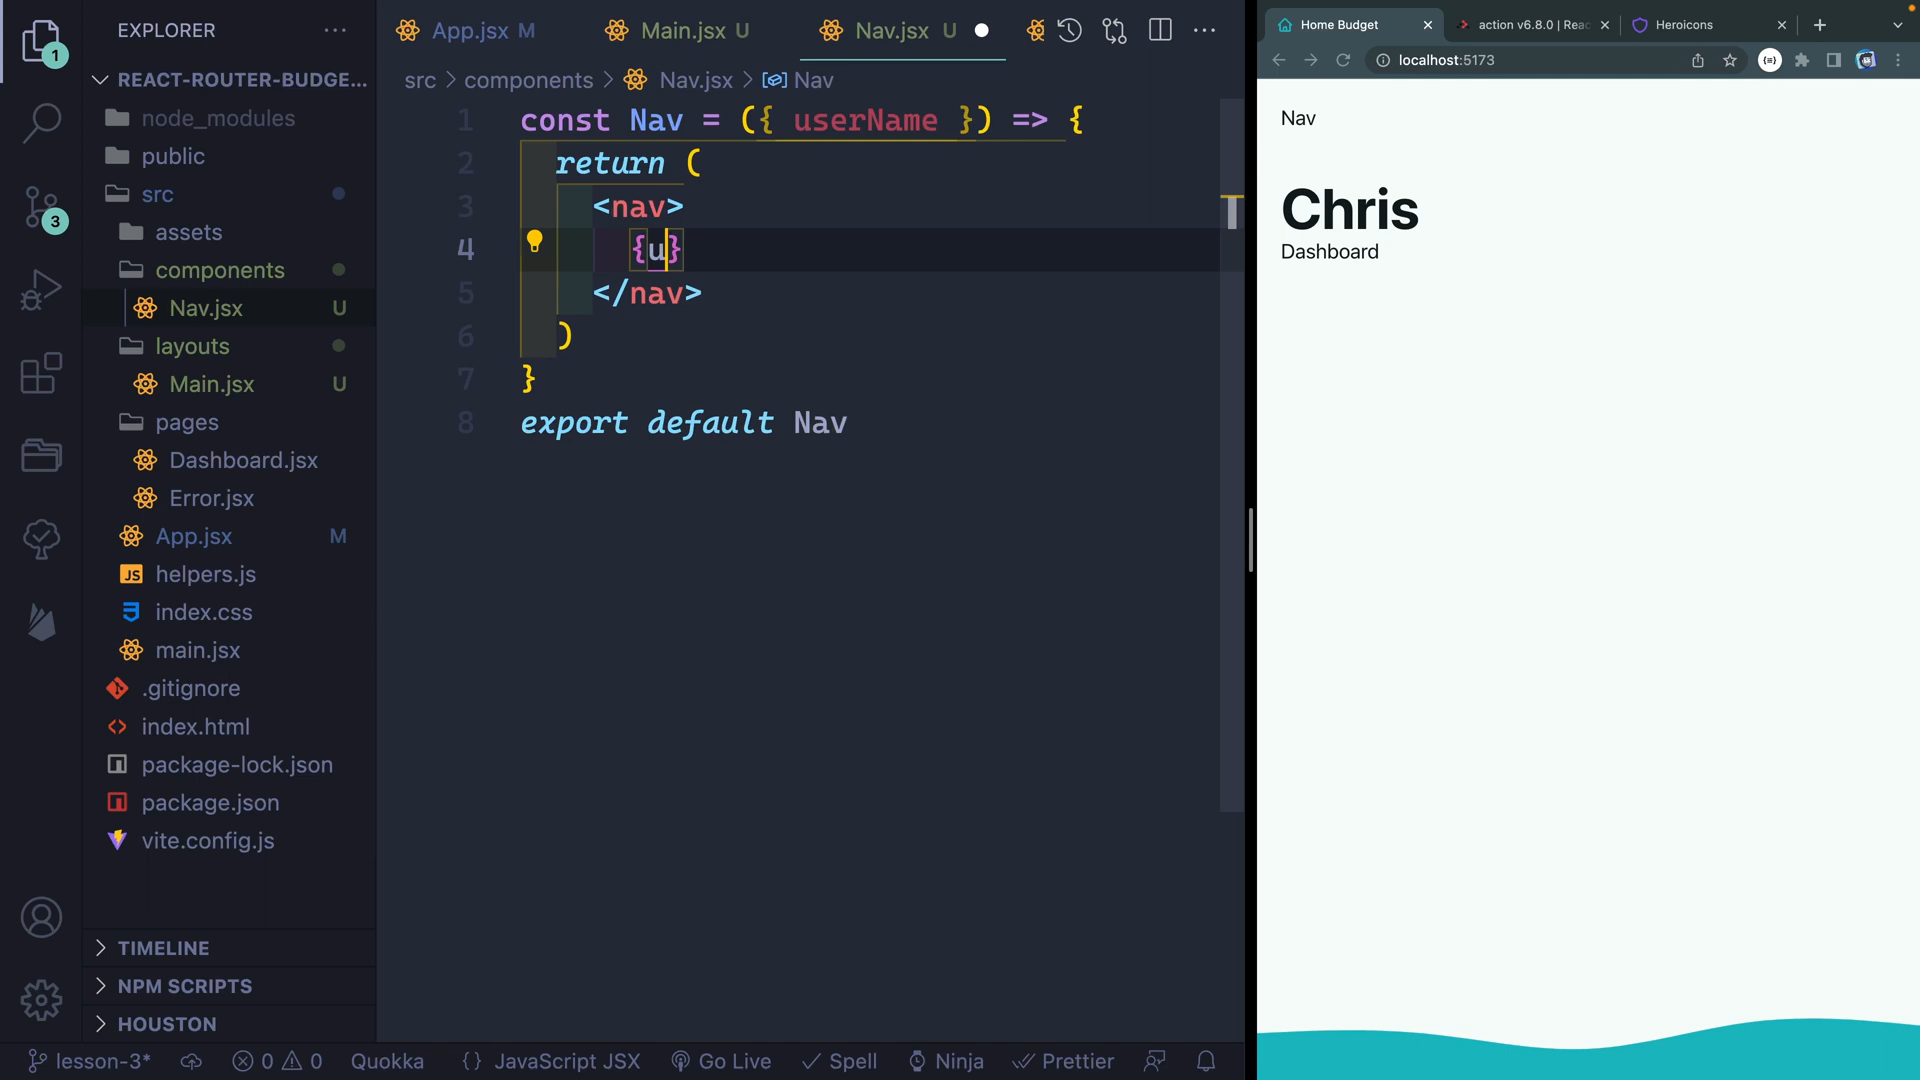 EXPLORER
REACT-ROUTER-BUDGE...
node_modules
public
src
assets
components
Nav.jsx U
layouts
Main.jsx U
pages
Dashboard.jsx
Error.jsx
App.jsx M
helpers.js
index.css
main.jsx
.gitignore
index.html
package-lock.json
package.json
vite.config.js
TIMELINE
NPM SCRIPTS
HOUSTON
1
3
App.jsx M
Main.jsx U
Nav.jsx U
src > components > Nav.jsx > Nav
1 const Nav = ({ userName }) => {
2 return (
3 <nav>
4 {u}
5 </nav>
6 )
7 }
8 export default Nav
lesson-3* 0 0 Quokka {} JavaScript JSX Go Live Spell Ninja Prettier
Home Budget
action v6.8.0 | Reac
Heroicons
localhost:5173
Nav
Chris
Dashboard